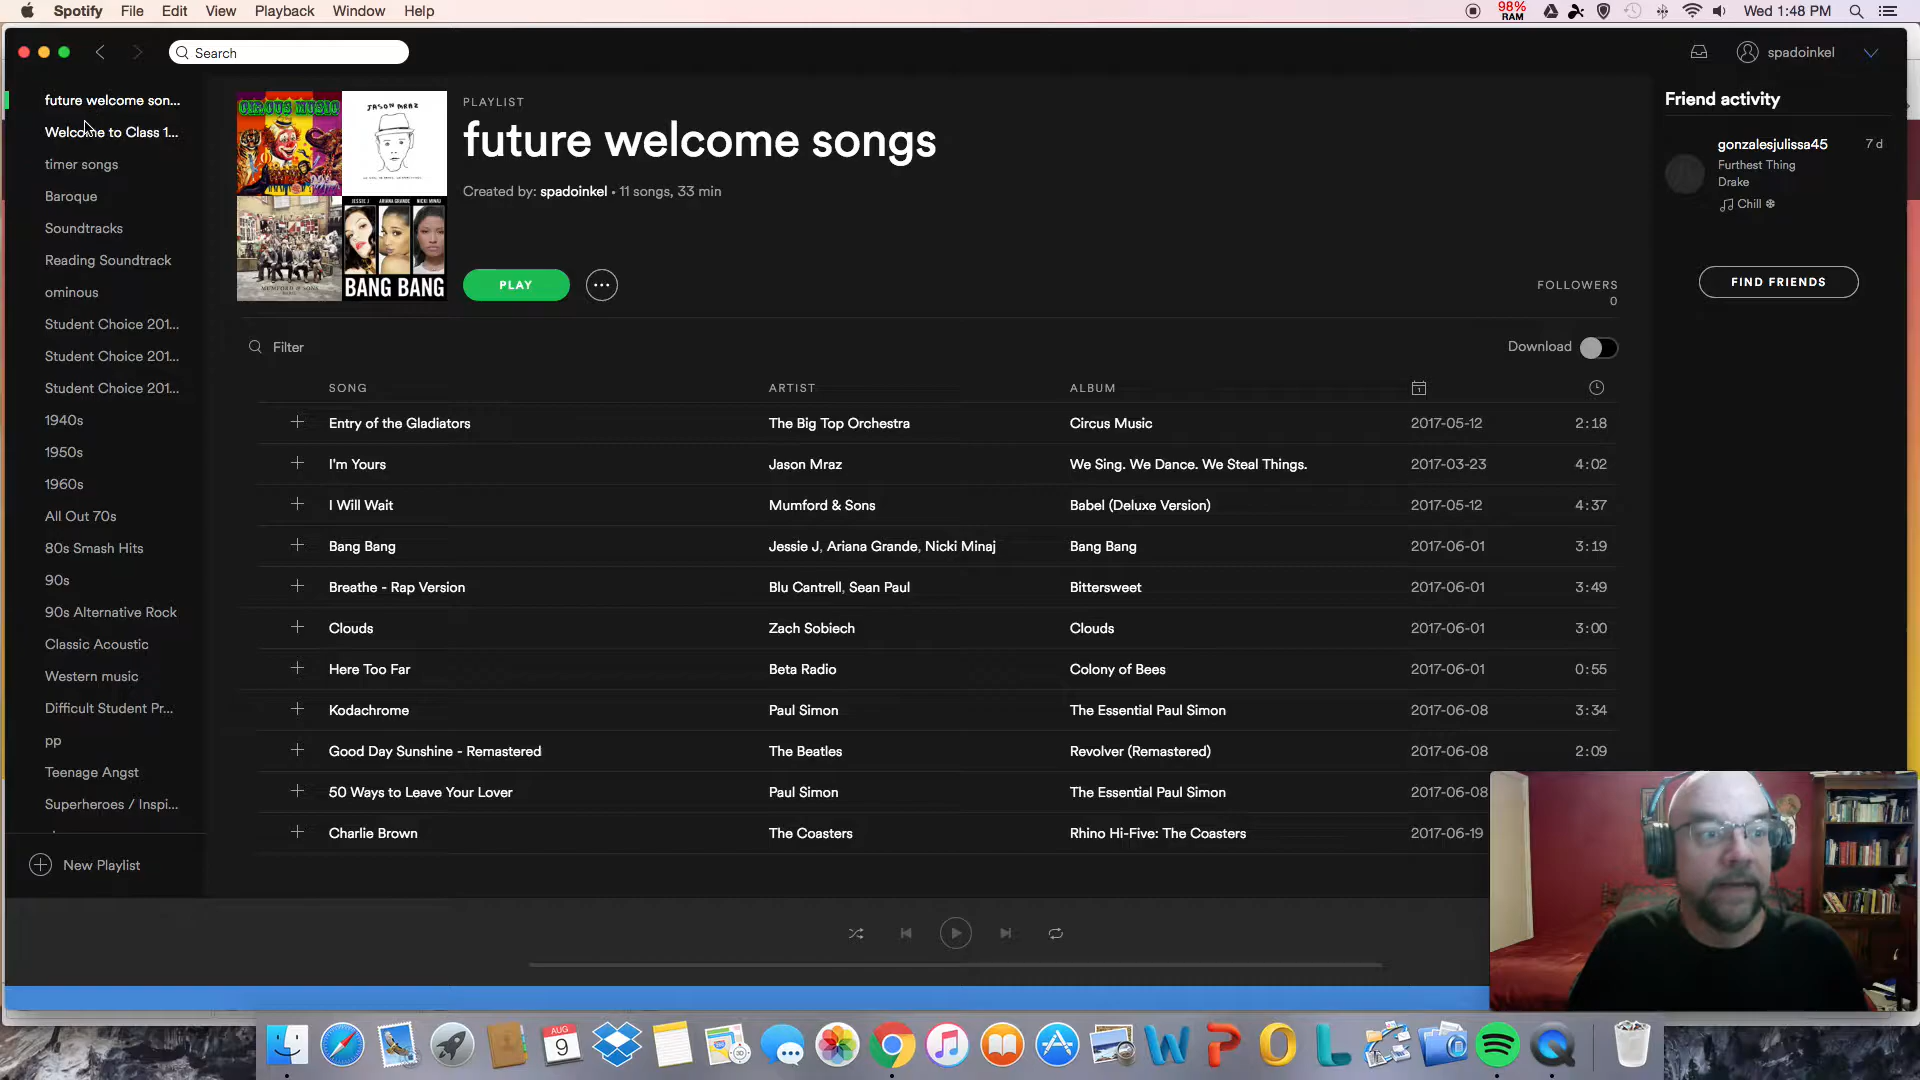 Spotify File Edit View Playback Window Help
98%
RAM
Wed 1:48 PM
Search
spadoinkel
future welcome son...
Welcome to Class 1...
timer songs
Baroque
Soundtracks
Reading Soundtrack
ominous
Student Choice 201...
Student Choice 201...
Student Choice 201...
1940s
1950s
1960s
All Out 70s
80s Smash Hits
90s
90s Alternative Rock
Classic Acoustic
Western music
Difficult Student Pr...
pp
Teenage Angst
Superheroes / Inspi...
New Playlist
CIRCUS MUSIC
JASON MRAZ
MUMFORD & SONS
JESSIE J ARIANA GRANDE NICKI MINAJ
BANG BANG
PLAYLIST
future welcome songs
Created by: spadoinkel • 11 songs, 33 min
PLAY
FOLLOWERS
0
Filter
Download
SONG ARTIST ALBUM
Entry of the Gladiators The Big Top Orchestra Circus Music 2017-05-12 2:18
I'm Yours Jason Mraz We Sing. We Dance. We Steal Things. 2017-03-23 4:02
I Will Wait Mumford & Sons Babel (Deluxe Version) 2017-05-12 4:37
Bang Bang Jessie J, Ariana Grande, Nicki Minaj Bang Bang 2017-06-01 3:19
Breathe - Rap Version Blu Cantrell, Sean Paul Bittersweet 2017-06-01 3:49
Clouds Zach Sobiech Clouds 2017-06-01 3:00
Here Too Far Beta Radio Colony of Bees 2017-06-01 0:55
Kodachrome Paul Simon The Essential Paul Simon 2017-06-08 3:34
Good Day Sunshine - Remastered The Beatles Revolver (Remastered) 2017-06-08 2:09
50 Ways to Leave Your Lover Paul Simon The Essential Paul Simon 2017-06-08
Charlie Brown The Coasters Rhino Hi-Five: The Coasters 2017-06-19
Friend activity
gonzalesjulissa45 7 d
Furthest Thing
Drake
Chill ❄
FIND FRIENDS
AUG
9